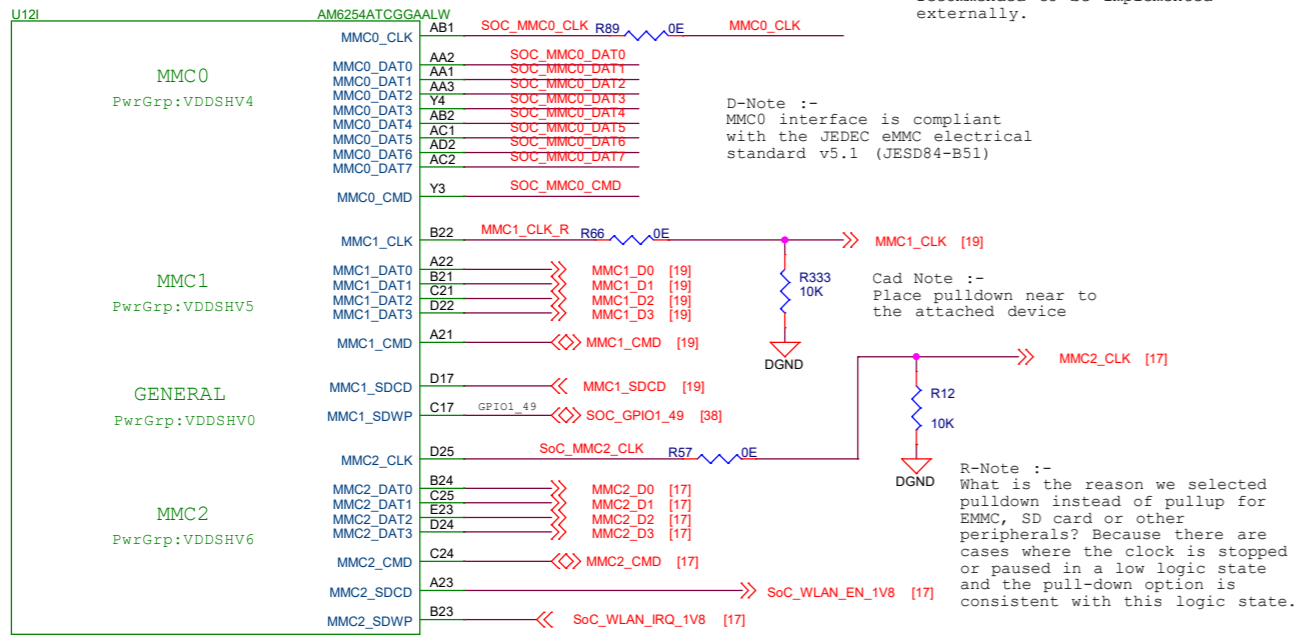 externally.
U12I AM6254ATCGGAALW
MMC0_CLK AB1 SOC_MMC0_CLK R89 0E MMC0_CLK
MMC0
PwrGrp:VDDSHV4
MMC0_DAT0 AA2 SOC_MMC0_DAT0
MMC0_DAT1 AA1 SOC_MMC0_DAT1
MMC0_DAT2 AA3 SOC_MMC0_DAT2
MMC0_DAT3 Y4 SOC_MMC0_DAT3
MMC0_DAT4 AB2 SOC_MMC0_DAT4
MMC0_DAT5 AC1 SOC_MMC0_DAT5
MMC0_DAT6 AD2 SOC_MMC0_DAT6
MMC0_DAT7 AC2 SOC_MMC0_DAT7
MMC0_CMD Y3 SOC_MMC0_CMD
D-Note :-
MMC0 interface is compliant
with the JEDEC eMMC electrical
standard v5.1 (JESD84-B51)
MMC1_CLK B22 MMC1_CLK_R R66 0E MMC1_CLK [19]
MMC1
PwrGrp:VDDSHV5
MMC1_DAT0 A22 MMC1_D0 [19]
MMC1_DAT1 B21 MMC1_D1 [19]
MMC1_DAT2 C21 MMC1_D2 [19]
MMC1_DAT3 D22 MMC1_D3 [19]
MMC1_CMD A21 MMC1_CMD [19]
R333
10K
DGND
Cad Note :-
Place pulldown near to
the attached device
GENERAL
PwrGrp:VDDSHV0
MMC1_SDCD D17 MMC1_SDCD [19]
MMC1_SDWP C17 GPIO1_49 SOC_GPIO1_49 [38]
MMC2_CLK D25 SoC_MMC2_CLK R57 0E MMC2_CLK [17]
R12
10K
DGND
MMC2
PwrGrp:VDDSHV6
MMC2_DAT0 B24 MMC2_D0 [17]
MMC2_DAT1 C25 MMC2_D1 [17]
MMC2_DAT2 E23 MMC2_D2 [17]
MMC2_DAT3 D24 MMC2_D3 [17]
MMC2_CMD C24 MMC2_CMD [17]
MMC2_SDCD A23 SoC_WLAN_EN_1V8 [17]
MMC2_SDWP B23 SoC_WLAN_IRQ_1V8 [17]
R-Note :-
What is the reason we selected
pulldown instead of pullup for
EMMC, SD card or other
peripherals? Because there are
cases where the clock is stopped
or paused in a low logic state
and the pull-down option is
consistent with this logic state.